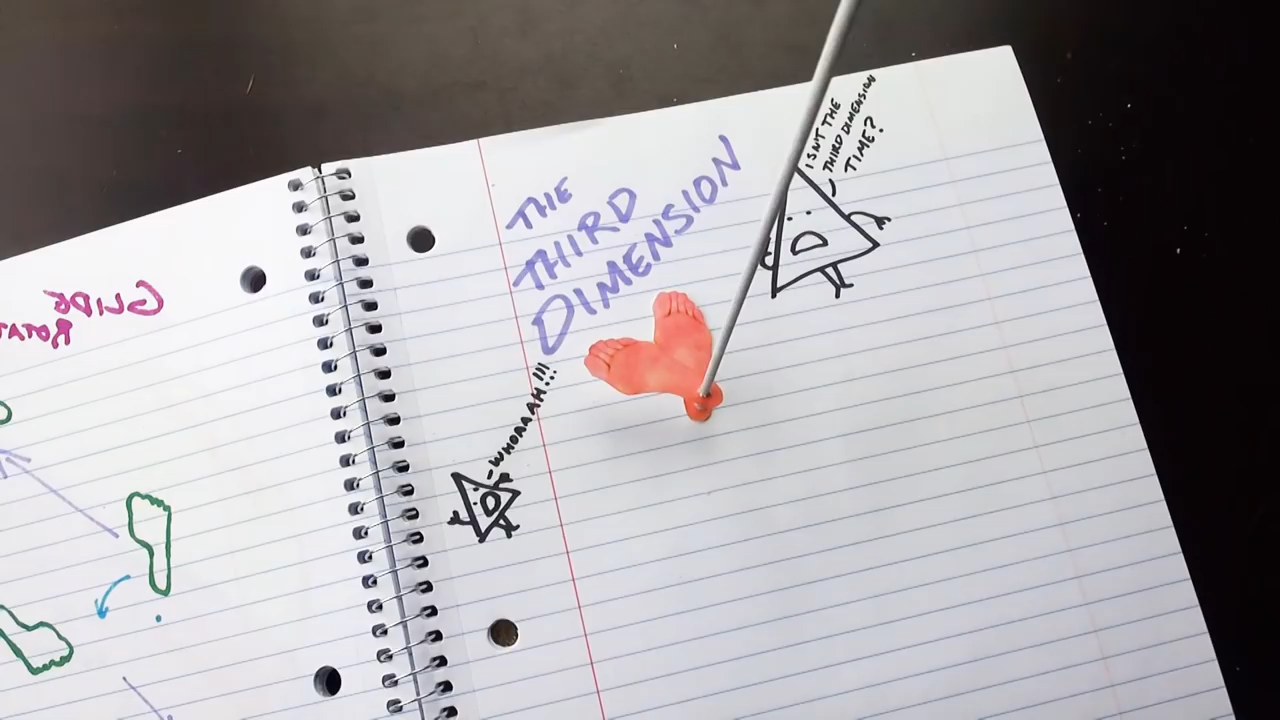 GLIDE
ROTAT
THE
THIRD
DIMENSION
ISN'T THE
THIRD DIMENSION
TIME?
WHOAAAH!!!